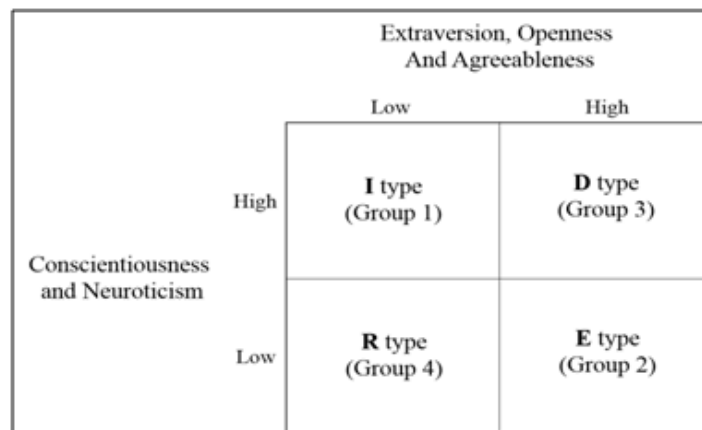 Extraversion, Openness
And Agreeableness
Low
High
High
I type
(Group 1)
D type
(Group 3)
Conscientiousness
and Neuroticism
Low
R type
(Group 4)
E type
(Group 2)